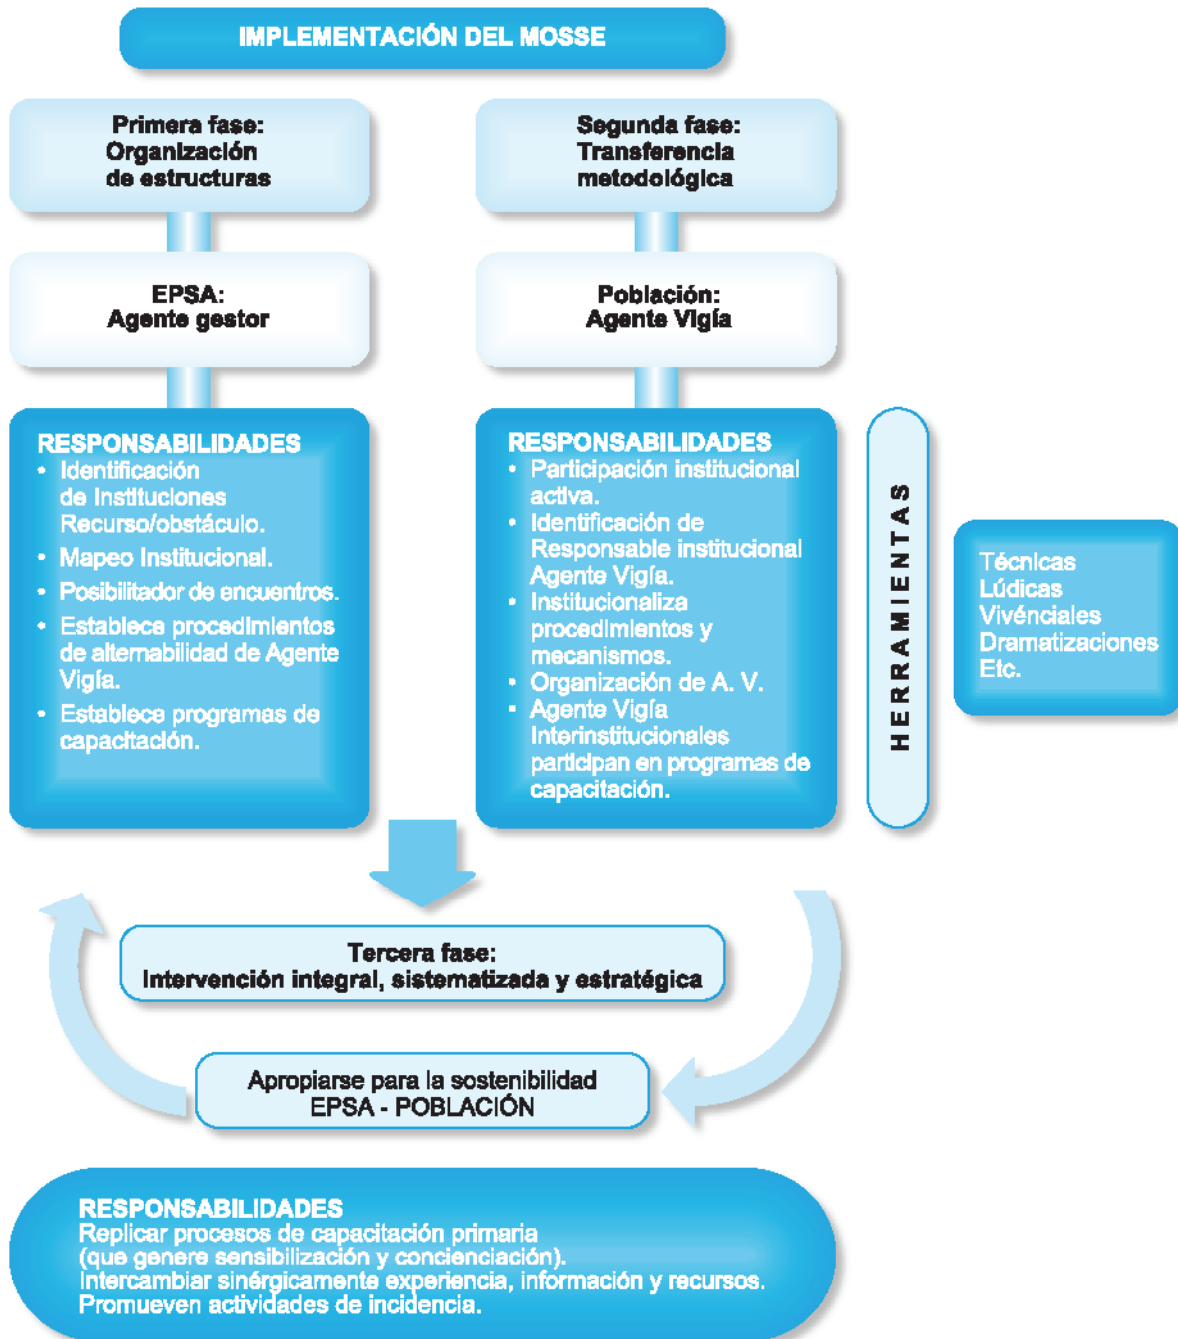 IMPLEMENTACIÓN DEL MOSSE
Primera fase:
Organización
de estructuras
EPSA:
Agente gestor
RESPONSABILIDADES
• Identificación
de Instituciones
Recurso/obstáculo.
• Mapeo Institucional.
• Posibilitador de encuentros.
• Establece procedimientos
de alternabilidad de Agente
Vigía.
• Establece programas de
capacitación.
Segunda fase:
Transferencia
metodológica
Población:
Agente Vigía
RESPONSABILIDADES
• Participación institucional
activa.
• Identificación de
Responsable institucional
Agente Vigía.
• Institucionaliza
procedimientos y
mecanismos.
• Organización de A. V.
▪ Agente Vigía
Interinstitucionales
participan en programas de
capacitación.
HERRAMIENTAS
Técnicas
Lúdicas
Vivénciales
Dramatizaciones
Etc.
Tercera fase:
Intervención integral, sistematizada y estratégica
Apropiarse para la sostenibilidad
EPSA - POBLACIÓN
RESPONSABILIDADES
Replicar procesos de capacitación primaria
(que genere sensibilización y concienciación).
Intercambiar sinérgicamente experiencia, información y recursos.
Promueven actividades de incidencia.